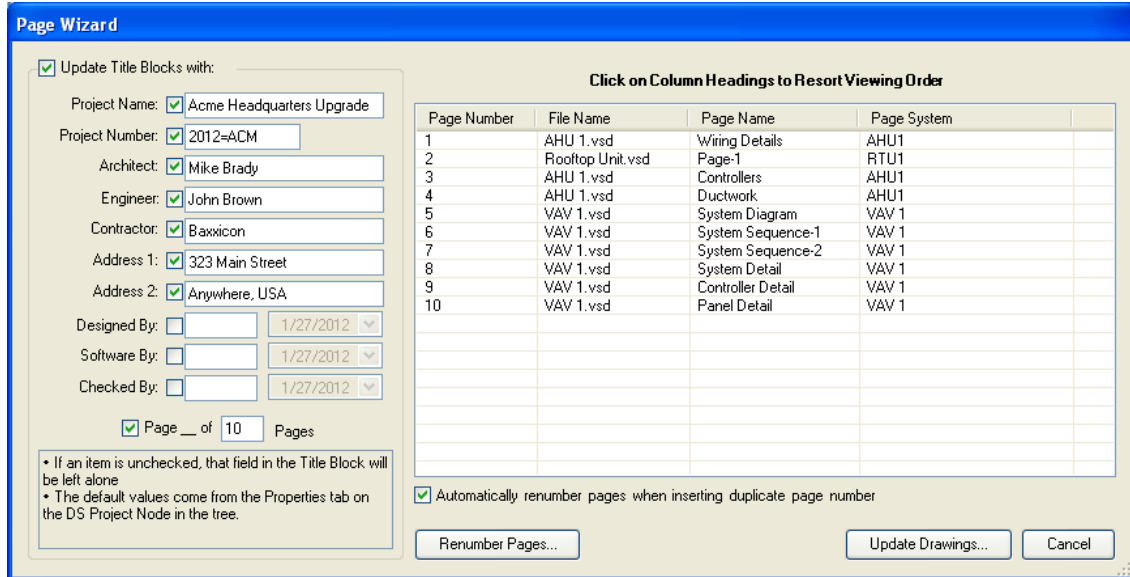 Page Wizard
Update Title Blocks with:
Project Name: Acme Headquarters Upgrade
Project Number: 2012=ACM
Architect: Mike Brady
Engineer: John Brown
Contractor: Baxxicon
Address 1: 323 Main Street
Address 2: Anywhere, USA
Designed By: 1/27/2012
Software By: 1/27/2012
Checked By: 1/27/2012
Page __ of 10 Pages
• If an item is unchecked, that field in the Title Block will
be left alone
• The default values come from the Properties tab on
the DS Project Node in the tree.
Click on Column Headings to Resort Viewing Order
Page Number File Name Page Name Page System
1 AHU 1.vsd Wiring Details AHU1
2 Rooftop Unit.vsd Page-1 RTU1
3 AHU 1.vsd Controllers AHU1
4 AHU 1.vsd Ductwork AHU1
5 VAV 1.vsd System Diagram VAV 1
6 VAV 1.vsd System Sequence-1 VAV 1
7 VAV 1.vsd System Sequence-2 VAV 1
8 VAV 1.vsd System Detail VAV 1
9 VAV 1.vsd Controller Detail VAV 1
10 VAV 1.vsd Panel Detail VAV 1
Automatically renumber pages when inserting duplicate page number
Renumber Pages... Update Drawings... Cancel